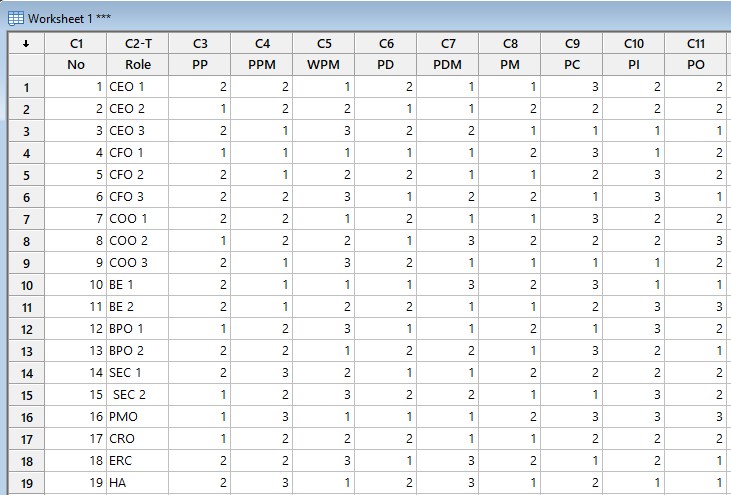 Worksheet 1 ***
↓ C1 C2-T C3 C4 C5 C6 C7 C8 C9 C10 C11
No Role PP PPM WPM PD PDM PM PC PI PO
1 1 CEO 1 2 2 1 2 1 1 3 2 2
2 2 CEO 2 1 2 2 1 1 2 2 2 2
3 3 CEO 3 2 1 3 2 2 1 1 1 1
4 4 CFO 1 1 1 1 1 1 2 3 1 2
5 5 CFO 2 2 1 2 2 1 1 2 3 2
6 6 CFO 3 2 2 3 1 2 2 1 3 1
7 7 COO 1 2 2 1 2 1 1 3 2 2
8 8 COO 2 1 2 2 1 3 2 2 2 3
9 9 COO 3 2 1 3 2 1 1 1 1 2
10 10 BE 1 2 1 1 1 3 2 3 1 1
11 11 BE 2 2 1 2 2 1 1 2 3 3
12 12 BPO 1 1 2 3 1 1 2 1 3 2
13 13 BPO 2 2 2 1 2 2 1 3 2 1
14 14 SEC 1 2 3 2 1 1 2 2 2 2
15 15 SEC 2 1 2 3 2 2 1 1 3 2
16 16 PMO 1 3 1 1 1 2 3 3 3
17 17 CRO 1 2 2 2 1 1 2 2 2
18 18 ERC 2 2 3 1 3 2 1 2 1
19 19 HA 2 3 1 2 3 1 2 1 1